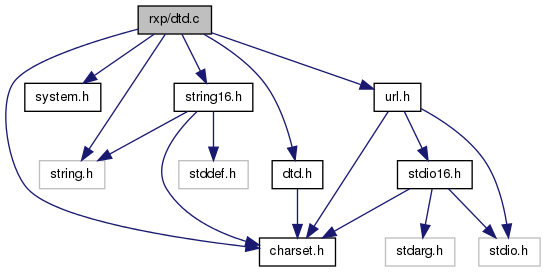 rxp/dtd.c
system.h
string16.h
url.h
string.h
stddef.h
dtd.h
stdio16.h
charset.h
stdarg.h
stdio.h